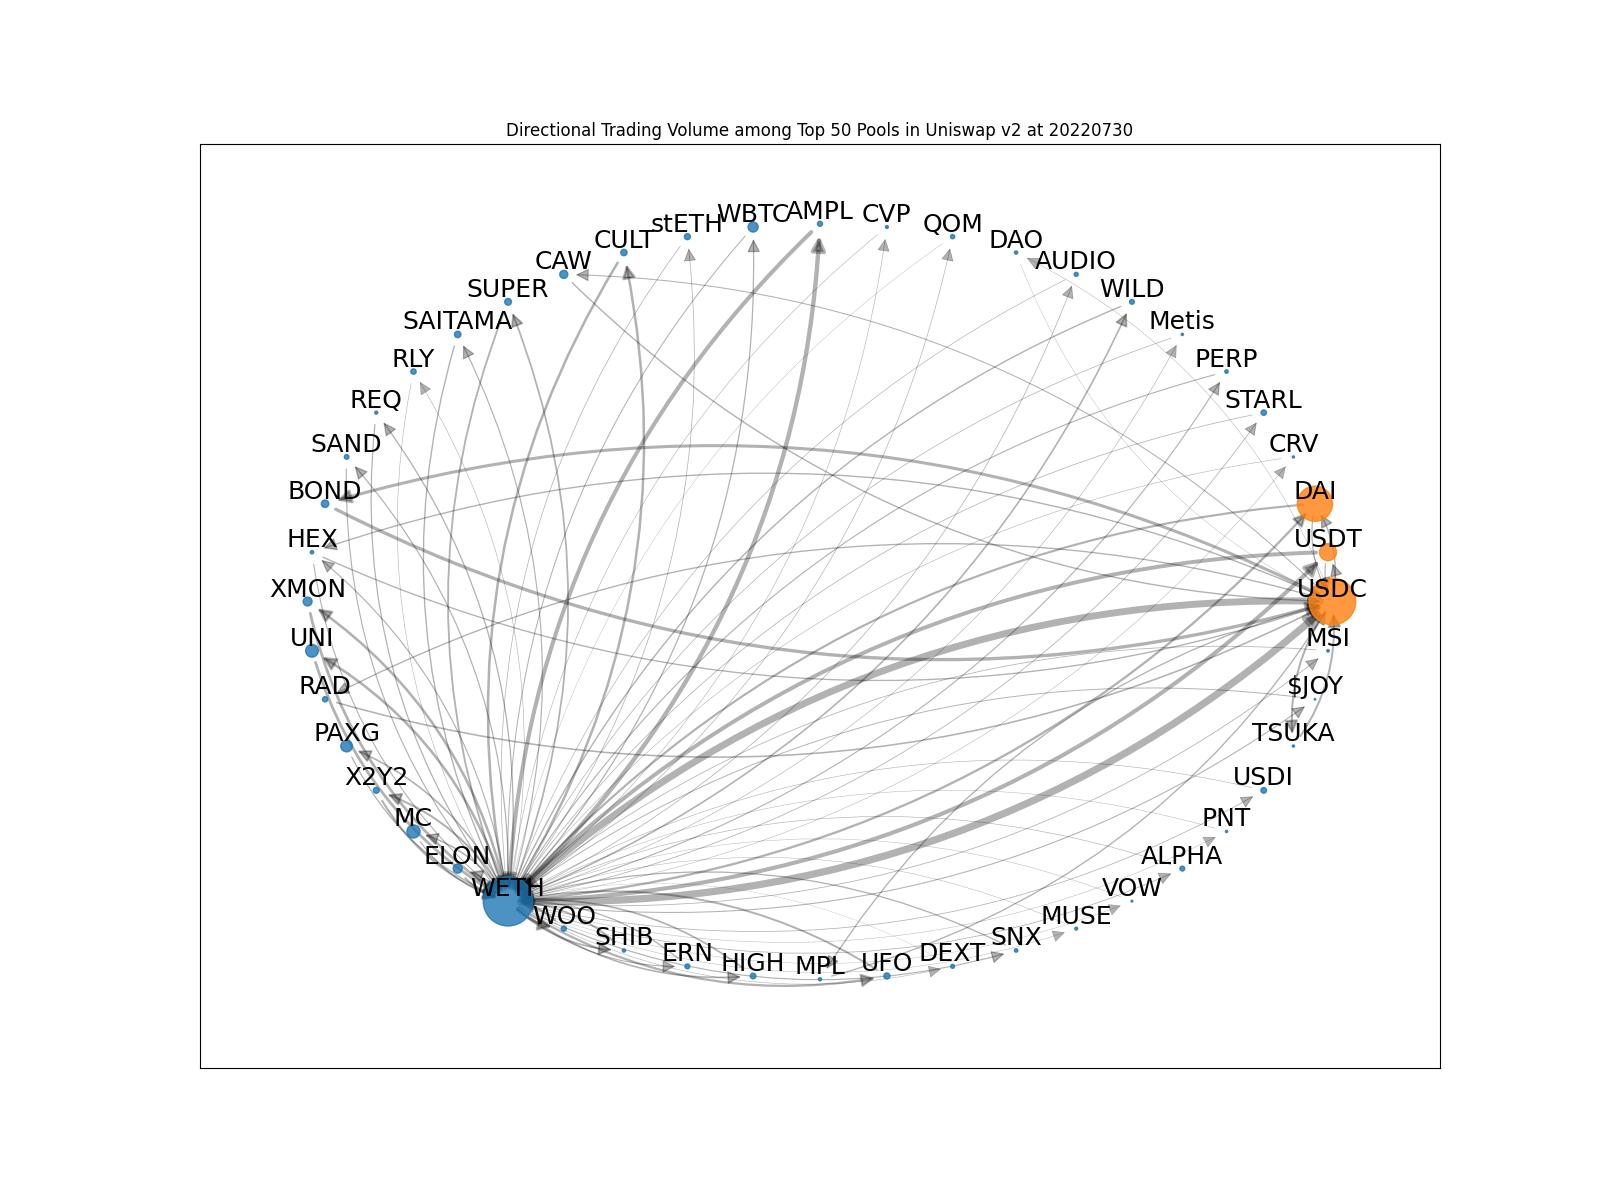 Directional Trading Volume among Top 50 Pools in Uniswap v2 at 20220730
AMPL
WBTC
CVP
stETH
QOM
CULT
DAO
CAW
AUDIO
SUPER
WILD
SAITAMA
Metis
RLY
PERP
REQ
STARL
SAND
CRV
BOND
DAI
HEX
USDT
XMON
USDC
UNI
MSI
RAD
$JOY
PAXG
TSUKA
X2Y2
USDI
MC
PNT
ELON
ALPHA
WETH
VOW
WOO
MUSE
SHIB
SNX
ERN
DEXT
HIGH
MPL
UFO